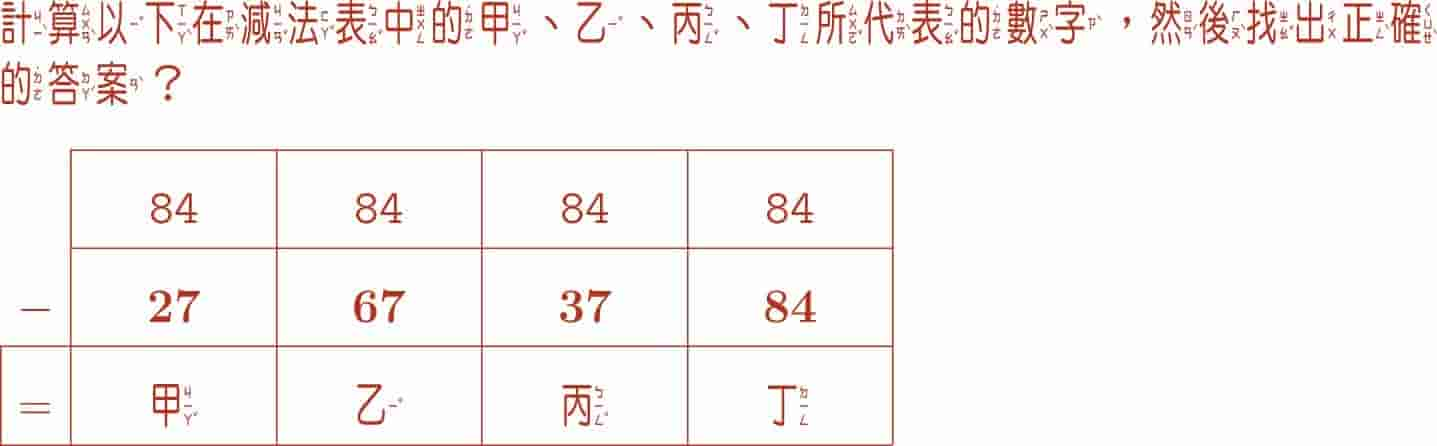 計算以下在減法表中的甲、乙、丙、丁所代表的數字，然後找出正確
的答案？
84 84 84 84
− 27 67 37 84
= 甲 乙 丙 丁